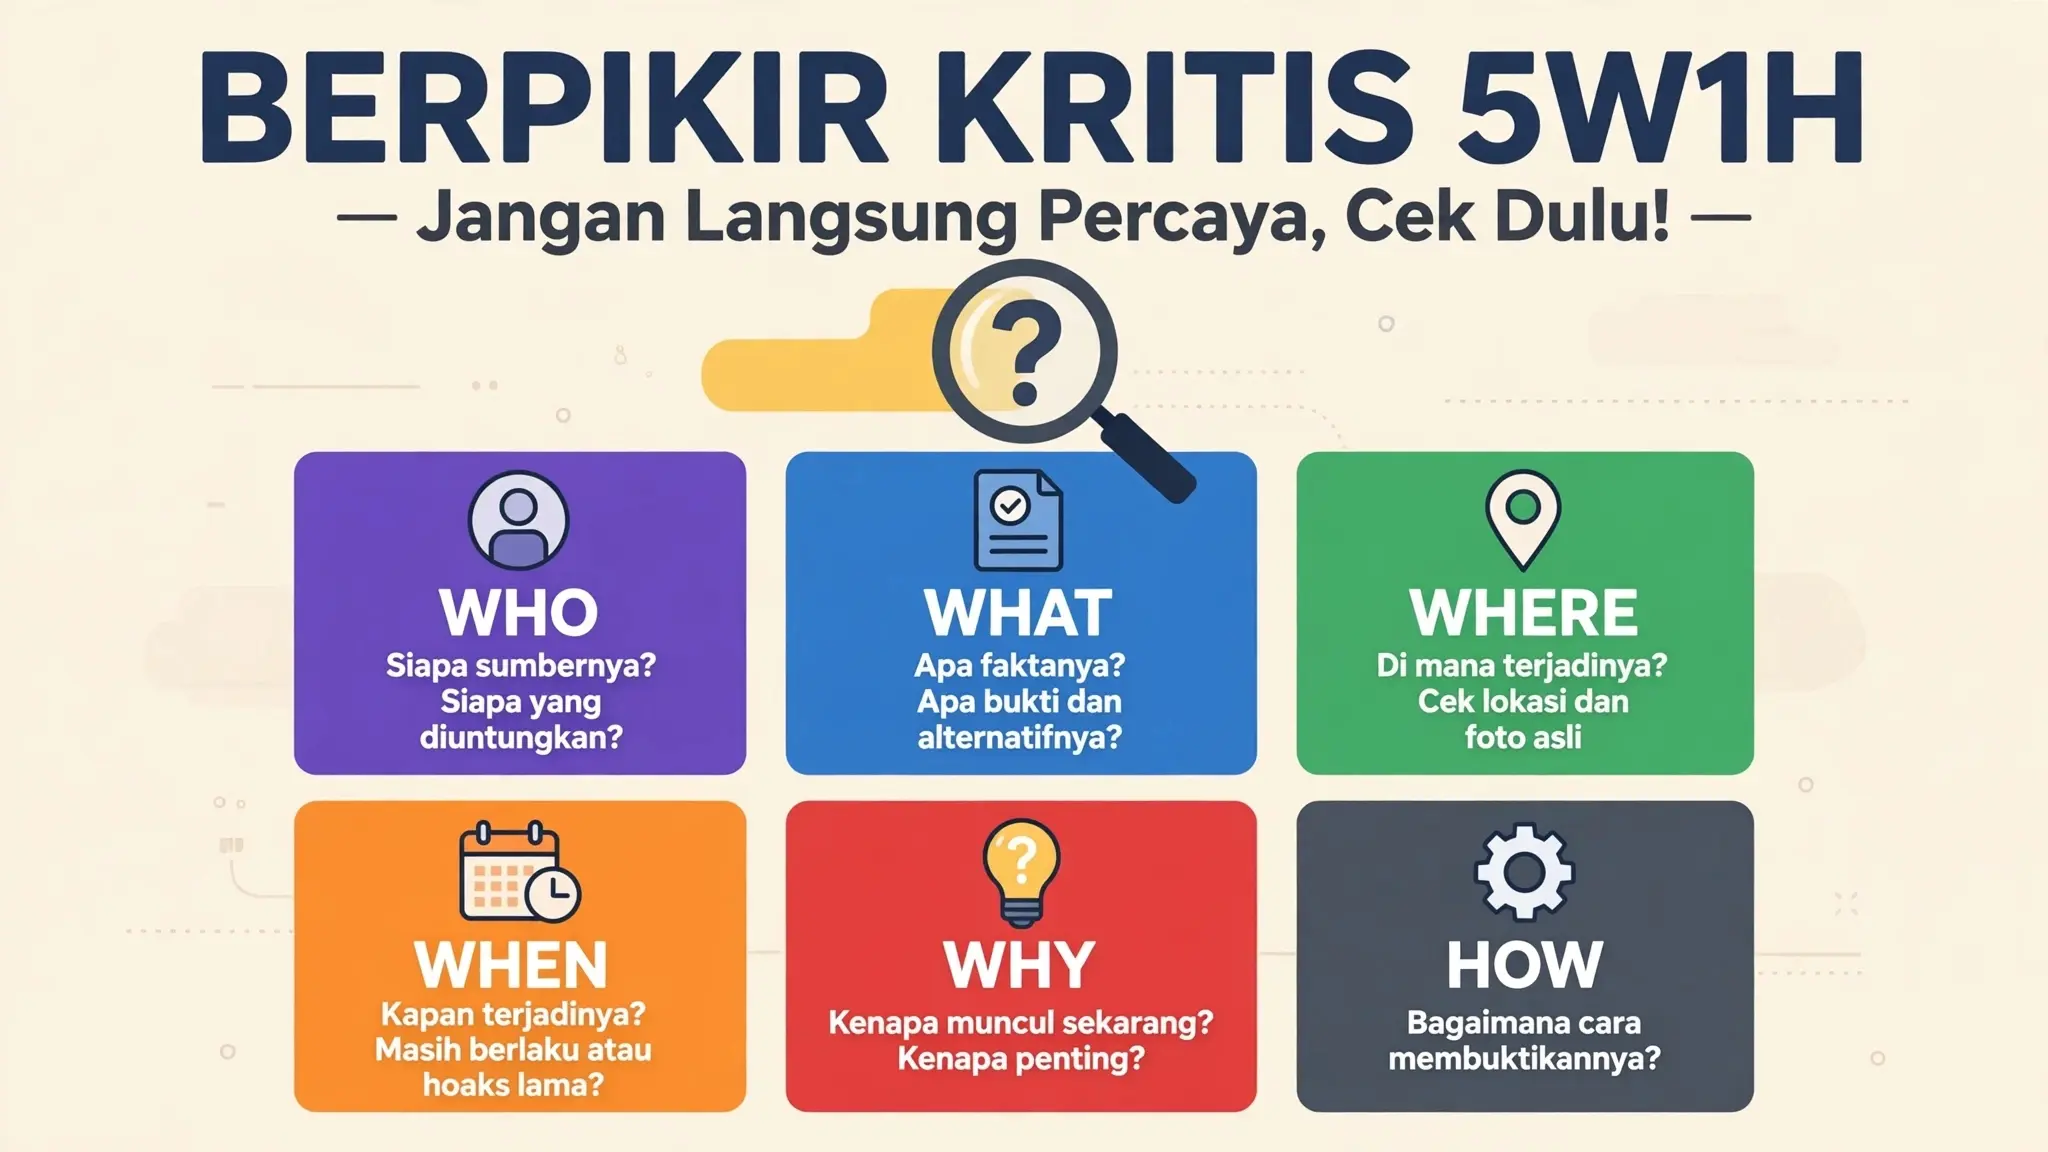 BERPIKIR KRITIS 5W1H
— Jangan Langsung Percaya, Cek Dulu! —
?
WHO
Siapa sumbernya?
Siapa yang
diuntungkan?
WHAT
Apa faktanya?
Apa bukti dan
alternatifnya?
WHERE
Di mana terjadinya?
Cek lokasi dan
foto asli
WHEN
Kapan terjadinya?
Masih berlaku atau
hoaks lama?
?
WHY
Kenapa muncul sekarang?
Kenapa penting?
HOW
Bagaimana cara
membuktikannya?